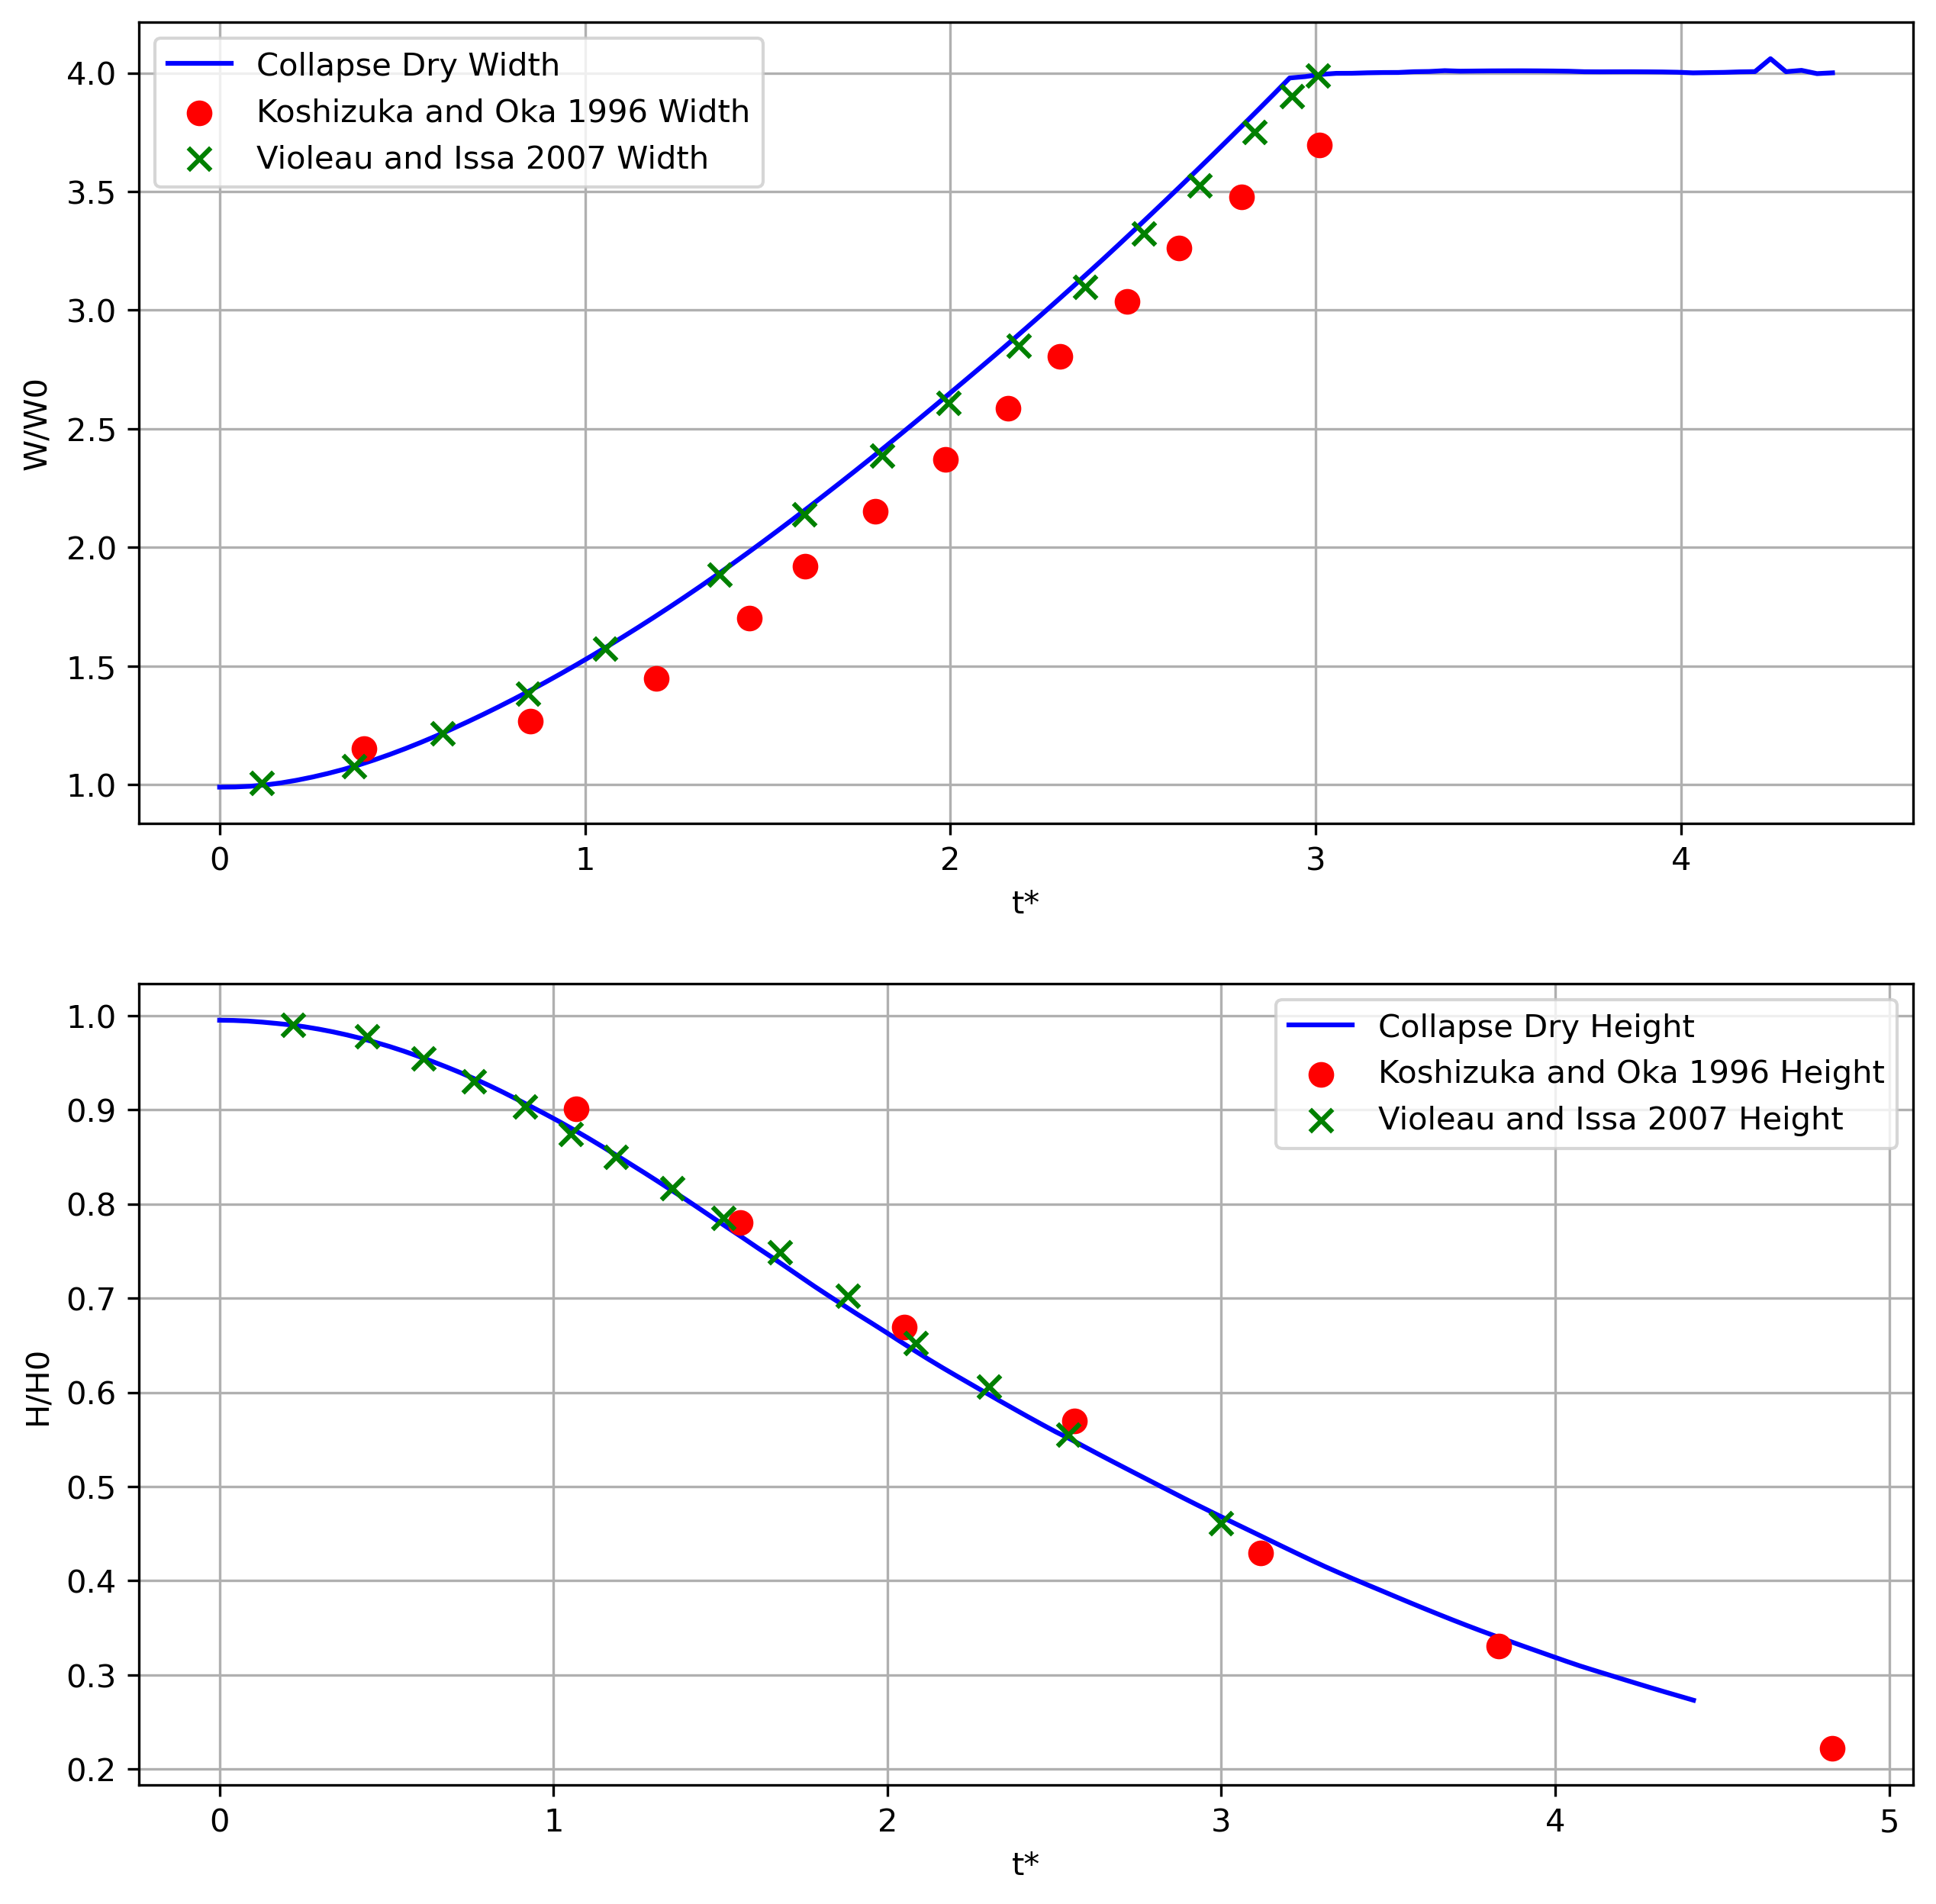 Collapse Dry Width
Koshizuka and Oka 1996 Width
Violeau and Issa 2007 Width
4.0
3.5
3.0
2.5
2.0
1.5
1.0
W/W0
0 1 2 3 4
t*
Collapse Dry Height
Koshizuka and Oka 1996 Height
Violeau and Issa 2007 Height
1.0
0.9
0.8
0.7
0.6
0.5
0.4
0.3
0.2
H/H0
0 1 2 3 4 5
t*